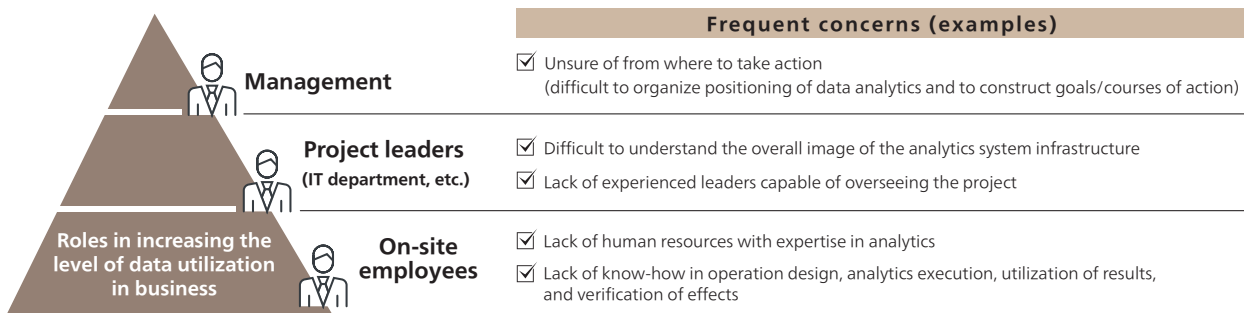 Frequent concerns (examples)
Management
Unsure of from where to take action
(difficult to organize positioning of data analytics and to construct goals/courses of action)
Project leaders
(IT department, etc.)
Difficult to understand the overall image of the analytics system infrastructure
Lack of experienced leaders capable of overseeing the project
Roles in increasing the
level of data utilization
in business
On-site
employees
Lack of human resources with expertise in analytics
Lack of know-how in operation design, analytics execution, utilization of results,
and verification of effects